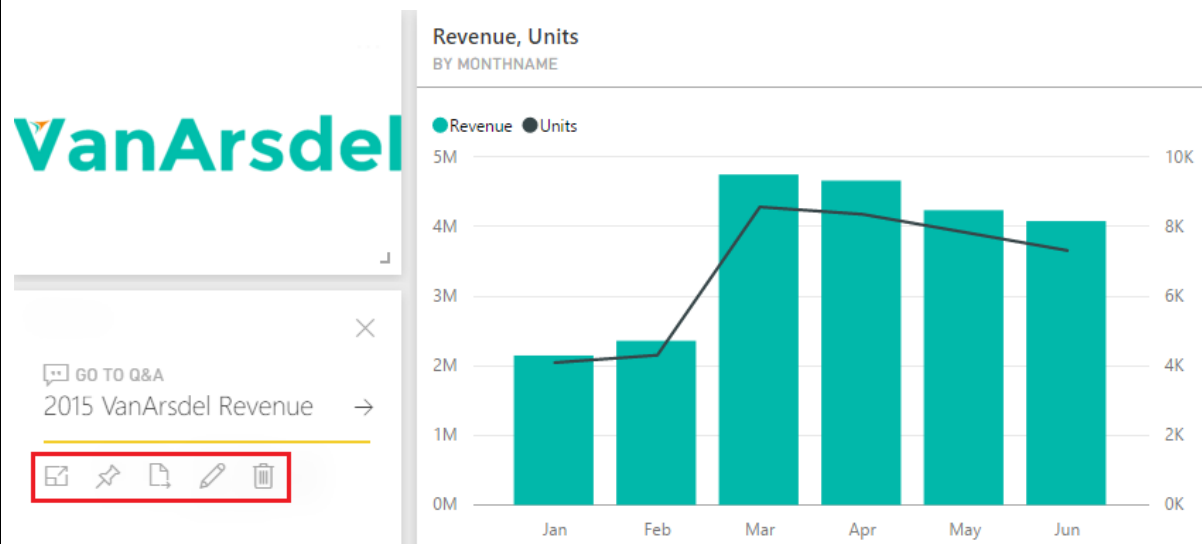 VanArsdel
GO TO Q&A
2015 VanArsdel Revenue
Revenue, Units
BY MONTHNAME
Revenue Units
5M 10K
4M 8K
3M 6K
2M 4K
1M 2K
0M 0K
Jan Feb Mar Apr May Jun